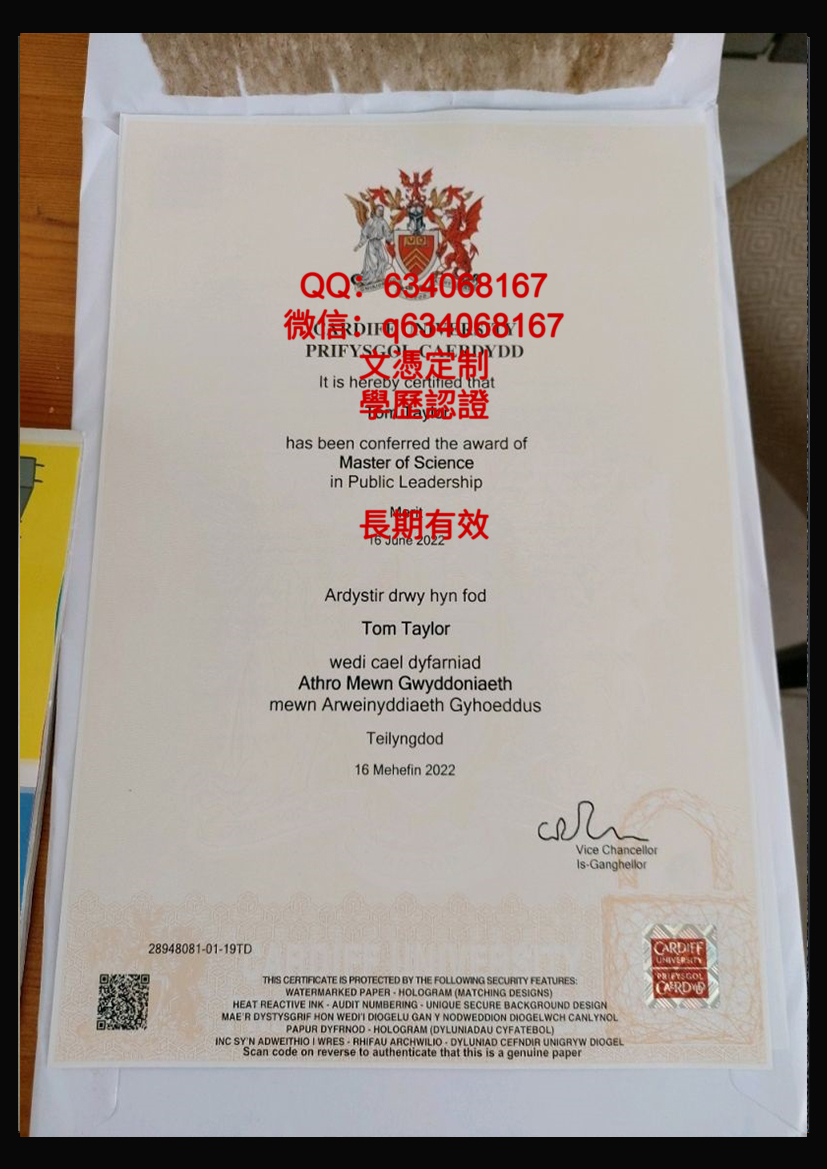 QQ：634068167
微信：q634068167
CARDIFF UNIVERSITY
PRIFYSGOL CAERDYDD
文憑定制
It is hereby certified that
學歷認證
Tom Taylor
has been conferred the award of
Master of Science
in Public Leadership
Merit
長期有效
16 June 2022
Ardystir drwy hyn fod
Tom Taylor
wedi cael dyfarniad
Athro Mewn Gwyddoniaeth
mewn Arweinyddiaeth Gyhoeddus
Teilyngdod
16 Mehefin 2022
Vice Chancellor
Is-Ganghellor
28948081-01-19TD
CARDIFF
UNIVERSITY
PRIFYSGOL
CAERDYDD
THIS CERTIFICATE IS PROTECTED BY THE FOLLOWING SECURITY FEATURES:
WATERMARKED PAPER - HOLOGRAM (MATCHING DESIGNS)
HEAT REACTIVE INK - AUDIT NUMBERING - UNIQUE SECURE BACKGROUND DESIGN
MAE'R DYSTYSGRIF HON WEDI'I DIOGELU GAN Y NODWEDDION DIOGELWCH CANLYNOL
PAPUR DYFRNOD - HOLOGRAM (DYLUNIADAU CYFATEBOL)
INC SY'N ADWEITHIO I WRES - RHIFAU ARCHWILIO - DYLUNIAD CEFNDIR UNIGRYW DIOGEL
Scan code on reverse to authenticate that this is a genuine paper